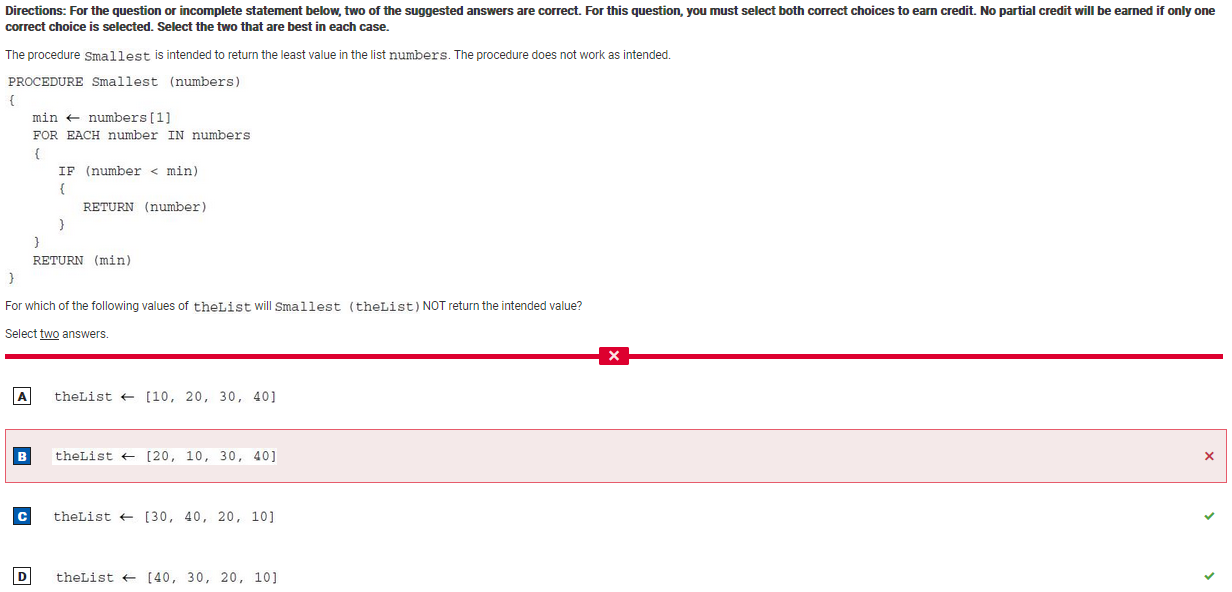 Directions: For the question or incomplete statement below, two of the suggested answers are correct. For this question, you must select both correct choices to earn credit. No partial credit will be earned if only one
correct choice is selected. Select the two that are best in each case.
The procedure Smallest is intended to return the least value in the list numbers. The procedure does not work as intended.
PROCEDURE Smallest (numbers)
{
min ← numbers[1]
FOR EACH number IN numbers
{
IF (number < min)
{
RETURN (number)
}
}
RETURN (min)
}
For which of the following values of theList will Smallest (theList) NOT return the intended value?
Select two answers.
A theList ← [10, 20, 30, 40]
B theList ← [20, 10, 30, 40]
C theList ← [30, 40, 20, 10]
D theList ← [40, 30, 20, 10]